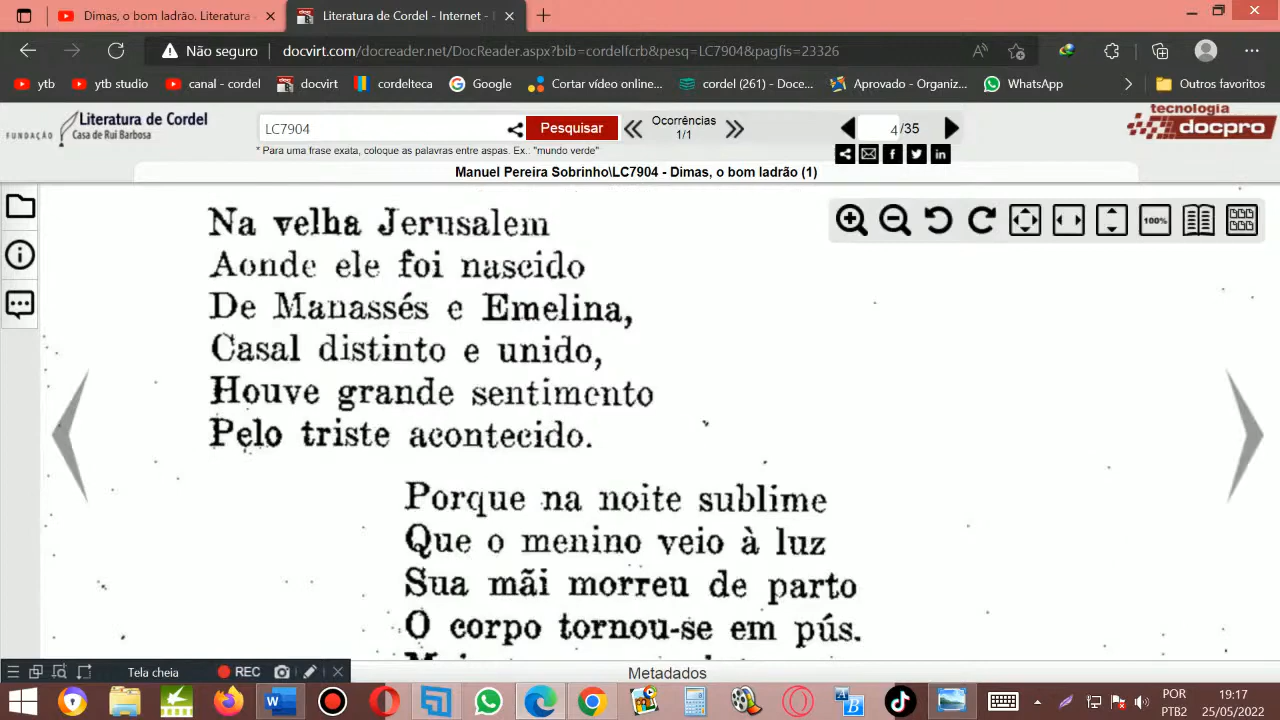 Dimas, o bom ladrão. Literatura
Literatura de Cordel - Internet -
Não seguro
docvirt.com/docreader.net/DocReader.aspx?bib=cordelfcrb&pesq=LC7904&pagfis=23326
ytb
ytb studio
canal - cordel
docvirt
cordelteca
Google
Cortar vídeo online...
cordel (261) - Doce...
Aprovado - Organiz...
WhatsApp
Outros favoritos
FUNDAÇÃO
Literatura de Cordel
Casa de Rui Barbosa
LC7904
Pesquisar
Ocorrências
1/1
4 /35
tecnologia
docpro
* Para uma frase exata, coloque as palavras entre aspas. Ex.: "mundo verde"
Manuel Pereira Sobrinho\LC7904 - Dimas, o bom ladrão (1)
100%
Na velha Jerusalem
Aonde ele foi nascido
De Manassés e Emelina,
Casal distinto e unido,
Houve grande sentimento
Pelo triste acontecido.
Porque na noite sublime
Que o menino veio à luz
Sua mãi morreu de parto
O corpo tornou-se em pús.
Tela cheia
REC
Metadados
POR
PTB2
19:17
25/05/2022